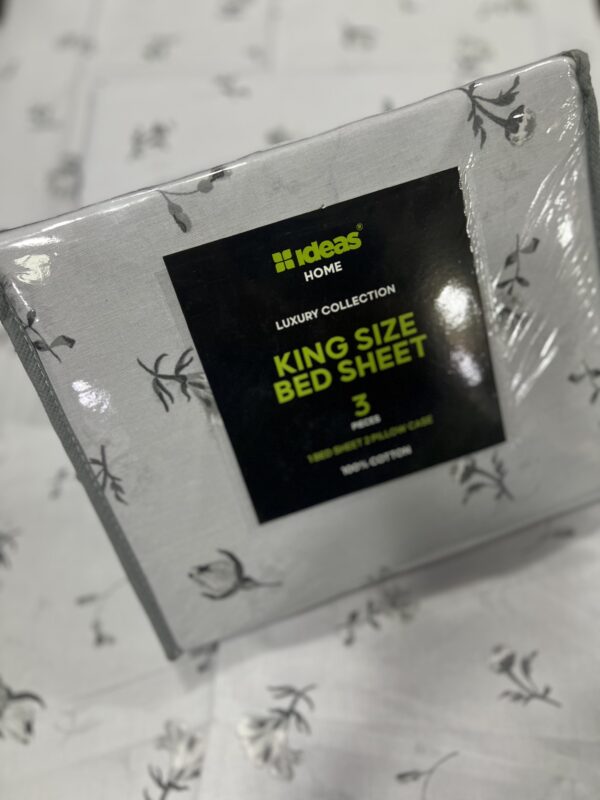 ideas®
HOME
LUXURY COLLECTION
KING SIZE
BED SHEET
3
PIECES
1 BED SHEET 2 PILLOW CASE
100% COTTON